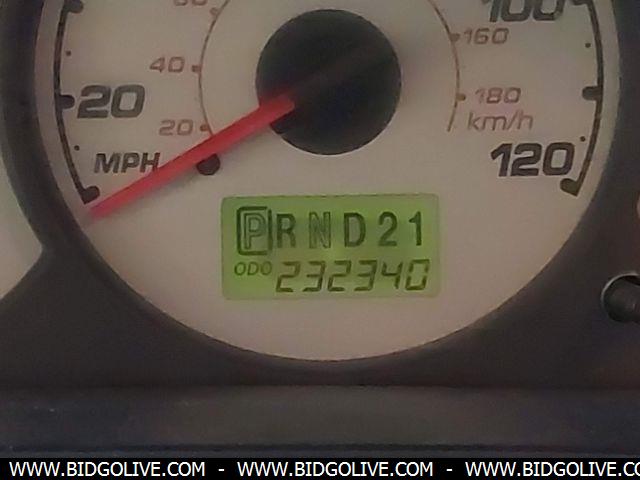 60
100
160
40
20
180
20
km/h
MPH
120
PRND21
ODO 232340
WWW.BIDGOLIVE.COM - WWW.BIDGOLIVE.COM - WWW.BIDGOLIVE.CO